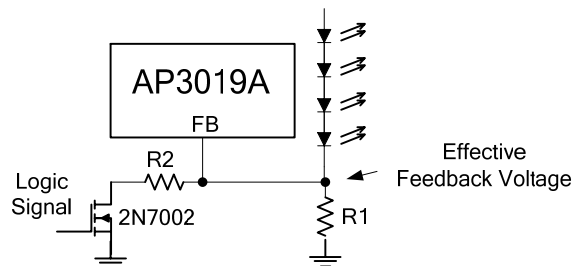 AP3019A
FB
R2
Effective
Feedback Voltage
Logic
Signal
2N7002
R1